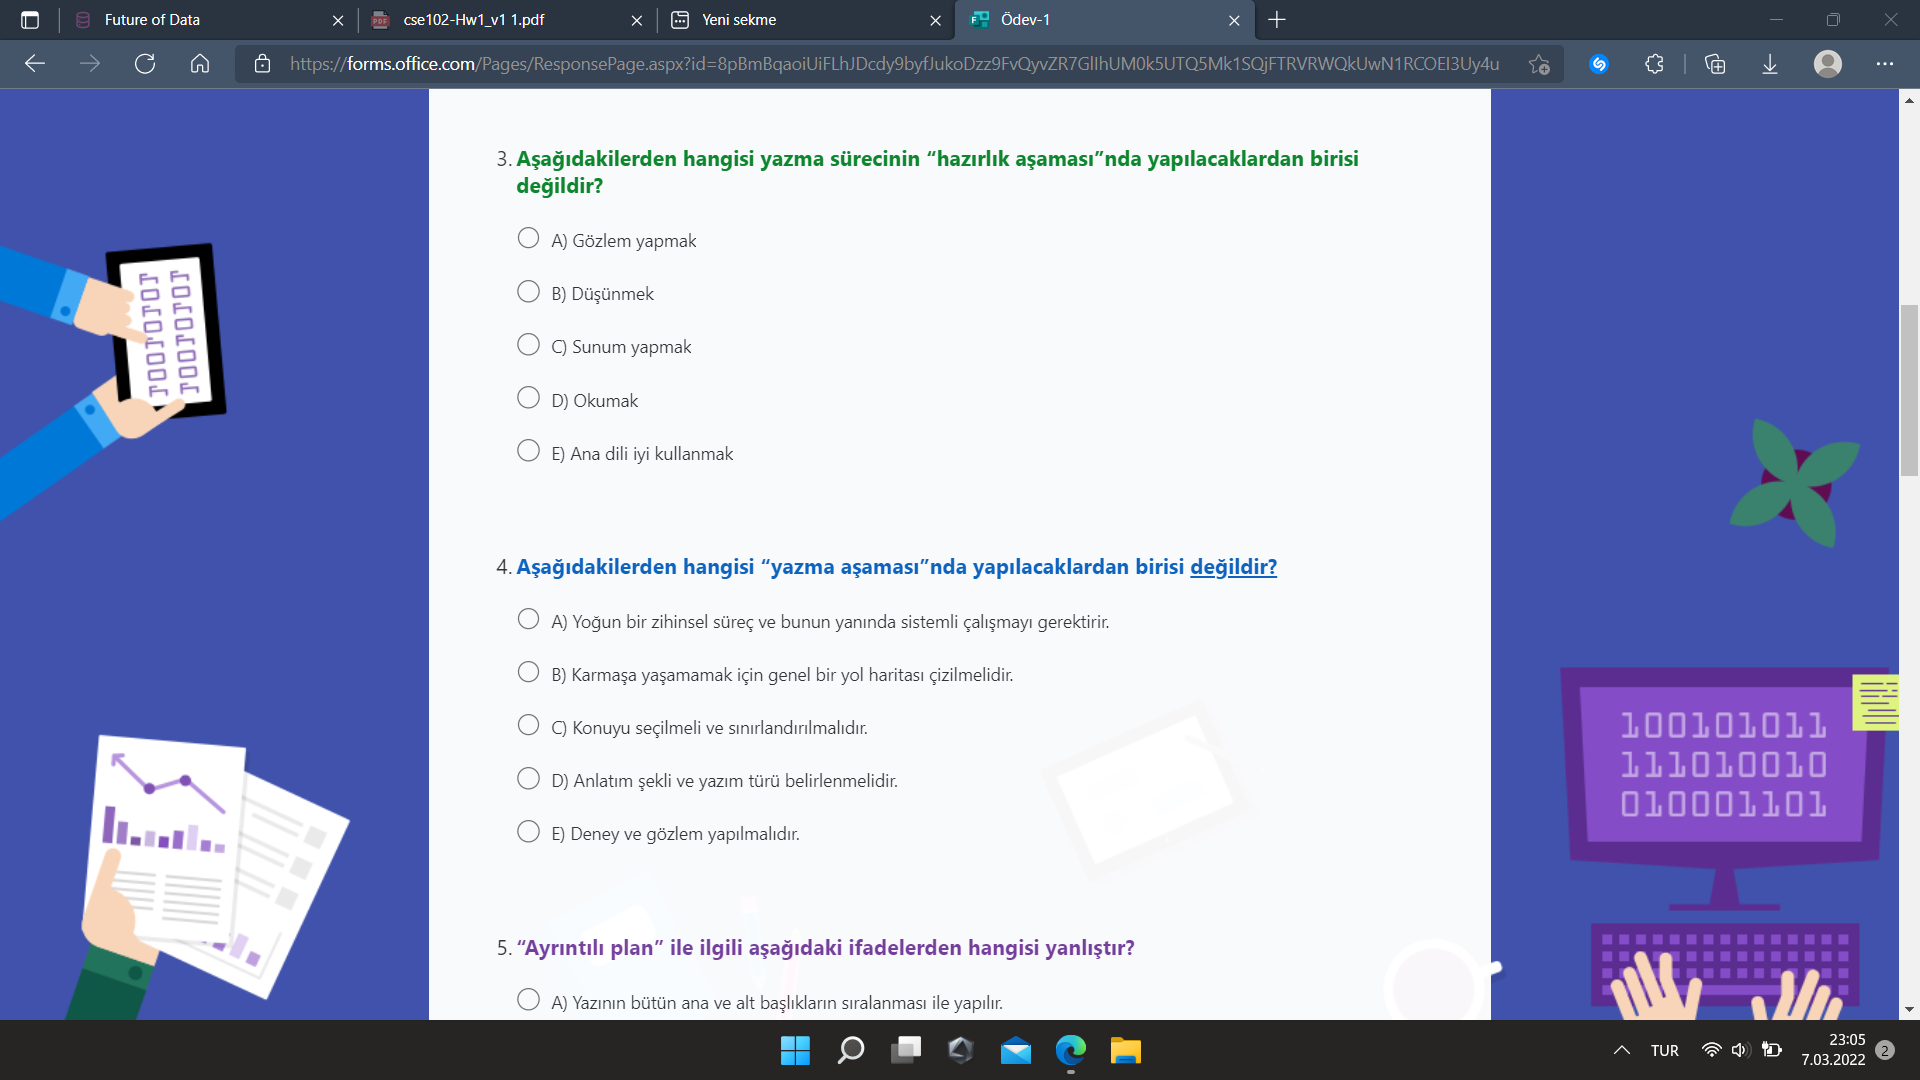 Future of Data
cse102-Hw1_v1 1.pdf
Yeni sekme
Ödev-1
https://forms.office.com/Pages/ResponsePage.aspx?id=8pBmBqaoiUiFLhJDcdy9byfJukoDzz9FvQyvZR7GlIhUM0k5UTQ5Mk1SQjFTRVRWQkUwN1RCOEI3Uy4u
3. Aşağıdakilerden hangisi yazma sürecinin “hazırlık aşaması”nda yapılacaklardan birisi
değildir?
A) Gözlem yapmak
B) Düşünmek
C) Sunum yapmak
D) Okumak
E) Ana dili iyi kullanmak
4. Aşağıdakilerden hangisi “yazma aşaması”nda yapılacaklardan birisi değildir?
A) Yoğun bir zihinsel süreç ve bunun yanında sistemli çalışmayı gerektirir.
B) Karmaşa yaşamamak için genel bir yol haritası çizilmelidir.
C) Konuyu seçilmeli ve sınırlandırılmalıdır.
D) Anlatım şekli ve yazım türü belirlenmelidir.
E) Deney ve gözlem yapılmalıdır.
5. “Ayrıntılı plan” ile ilgili aşağıdaki ifadelerden hangisi yanlıştır?
A) Yazının bütün ana ve alt başlıkların sıralanması ile yapılır.
100101011
111010010
010001101
TUR
23:05
7.03.2022
2